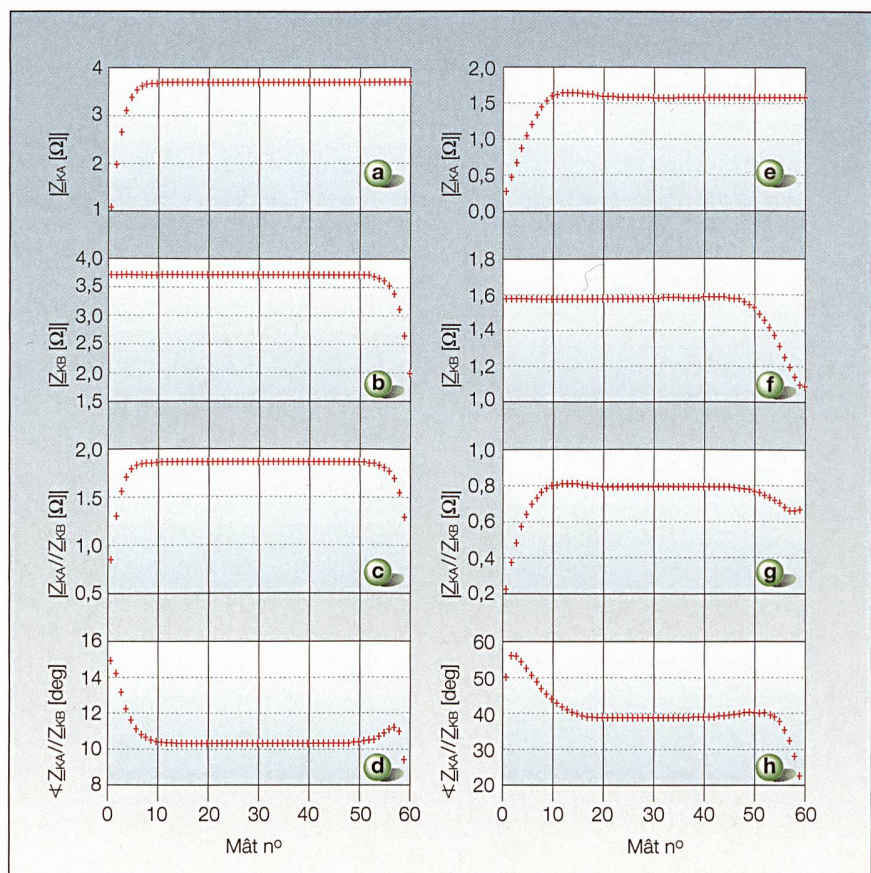 |Z_KA [Ω]|
4
3
2
1
a
|Z_KB [Ω]|
4,0
3,5
3,0
2,5
2,0
1,5
b
|Z_KA//Z_KB [Ω]|
2,0
1,5
1,0
0,5
c
∢ Z_KA//Z_KB [deg]
16
14
12
10
8
d
0 10 20 30 40 50 60
Mât nº
|Z_KA [Ω]|
2,0
1,5
1,0
0,5
0,0
e
|Z_KB [Ω]|
1,8
1,6
1,4
1,2
1,0
f
|Z_KA//Z_KB [Ω]|
1,0
0,8
0,6
0,4
0,2
g
∢ Z_KA//Z_KB [deg]
60
50
40
30
20
h
0 10 20 30 40 50 60
Mât nº